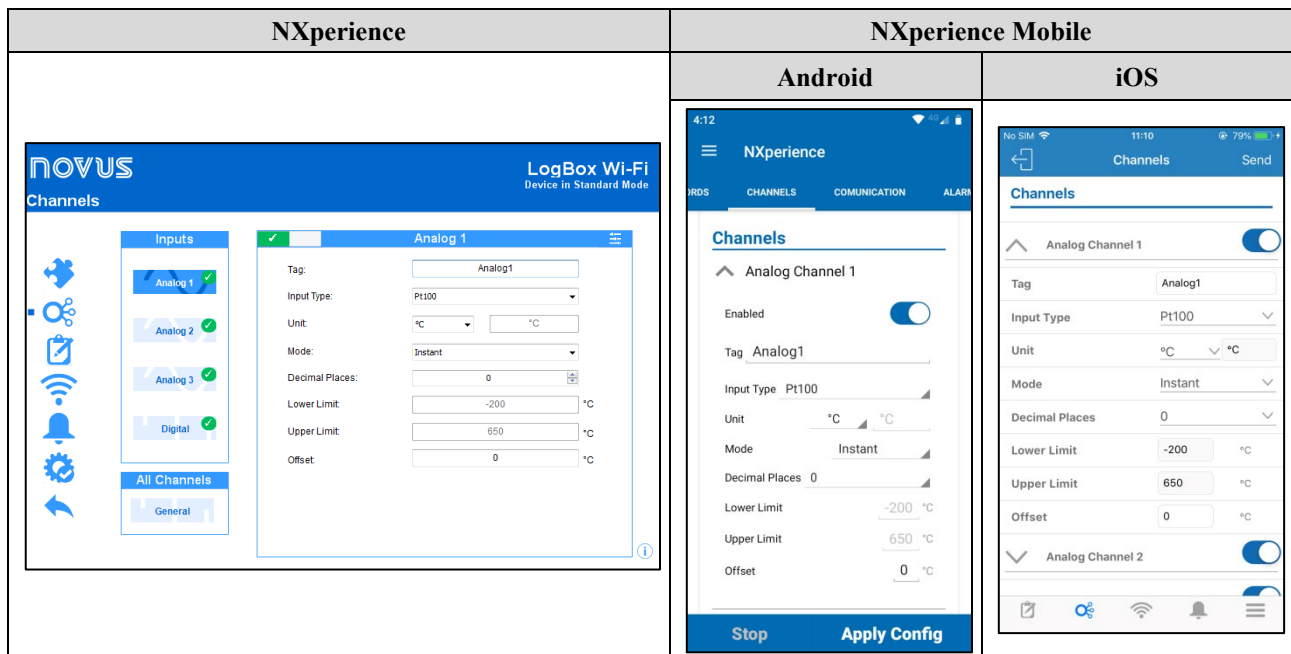 NXperience
NXperience Mobile
Android
iOS
novus
LogBox Wi-Fi
Device in Standard Mode
Channels
Inputs
Analog 1
Analog 2
Analog 3
Digital
All Channels
General
Analog 1
Tag: Analog1
Input Type: Pt100
Unit: °C °C
Mode: Instant
Decimal Places: 0
Lower Limit: -200 °C
Upper Limit: 650 °C
Offset: 0 °C
i
4:12 4G
NXperience
RDS CHANNELS COMUNICATION ALARM
Channels
Analog Channel 1
Enabled
Tag Analog1
Input Type Pt100
Unit °C °C
Mode Instant
Decimal Places 0
Lower Limit -200 °C
Upper Limit 650 °C
Offset 0 °C
Stop Apply Config
No SIM 11:10 79%
Channels Send
Channels
Analog Channel 1
Tag Analog1
Input Type Pt100
Unit °C °C
Mode Instant
Decimal Places 0
Lower Limit -200 °C
Upper Limit 650 °C
Offset 0 °C
Analog Channel 2